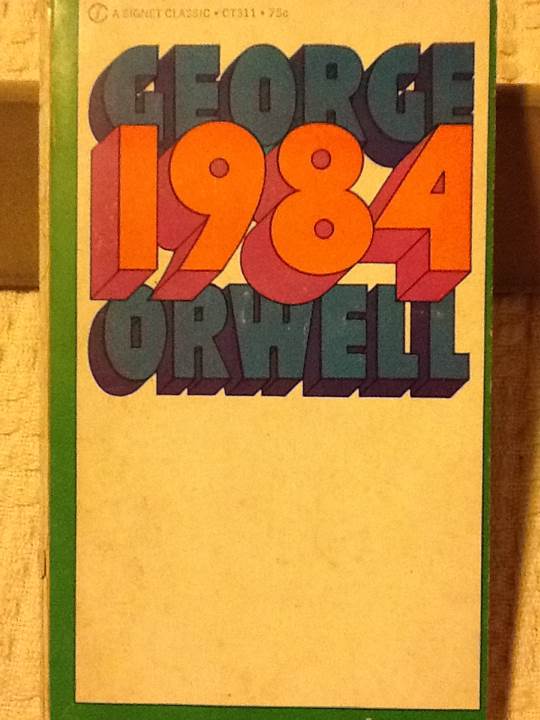 A SIGNET CLASSIC • CT311 • 75c
GEORGE
1984
ORWELL